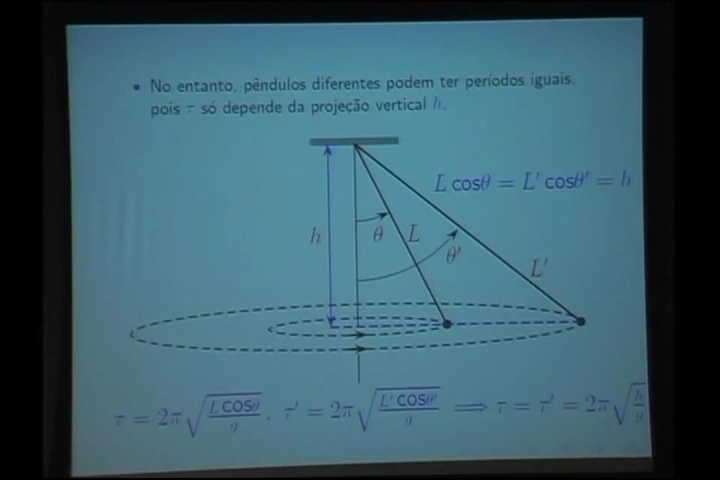 • No entanto, pêndulos diferentes podem ter períodos iguais,
pois τ só depende da projeção vertical h.
L cosθ = L' cosθ' = h
h
θ
L
θ'
L'
τ = 2π√(L cosθ / g), τ' = 2π√(L' cosθ' / g) ⟹ τ = τ' = 2π√(h / g)